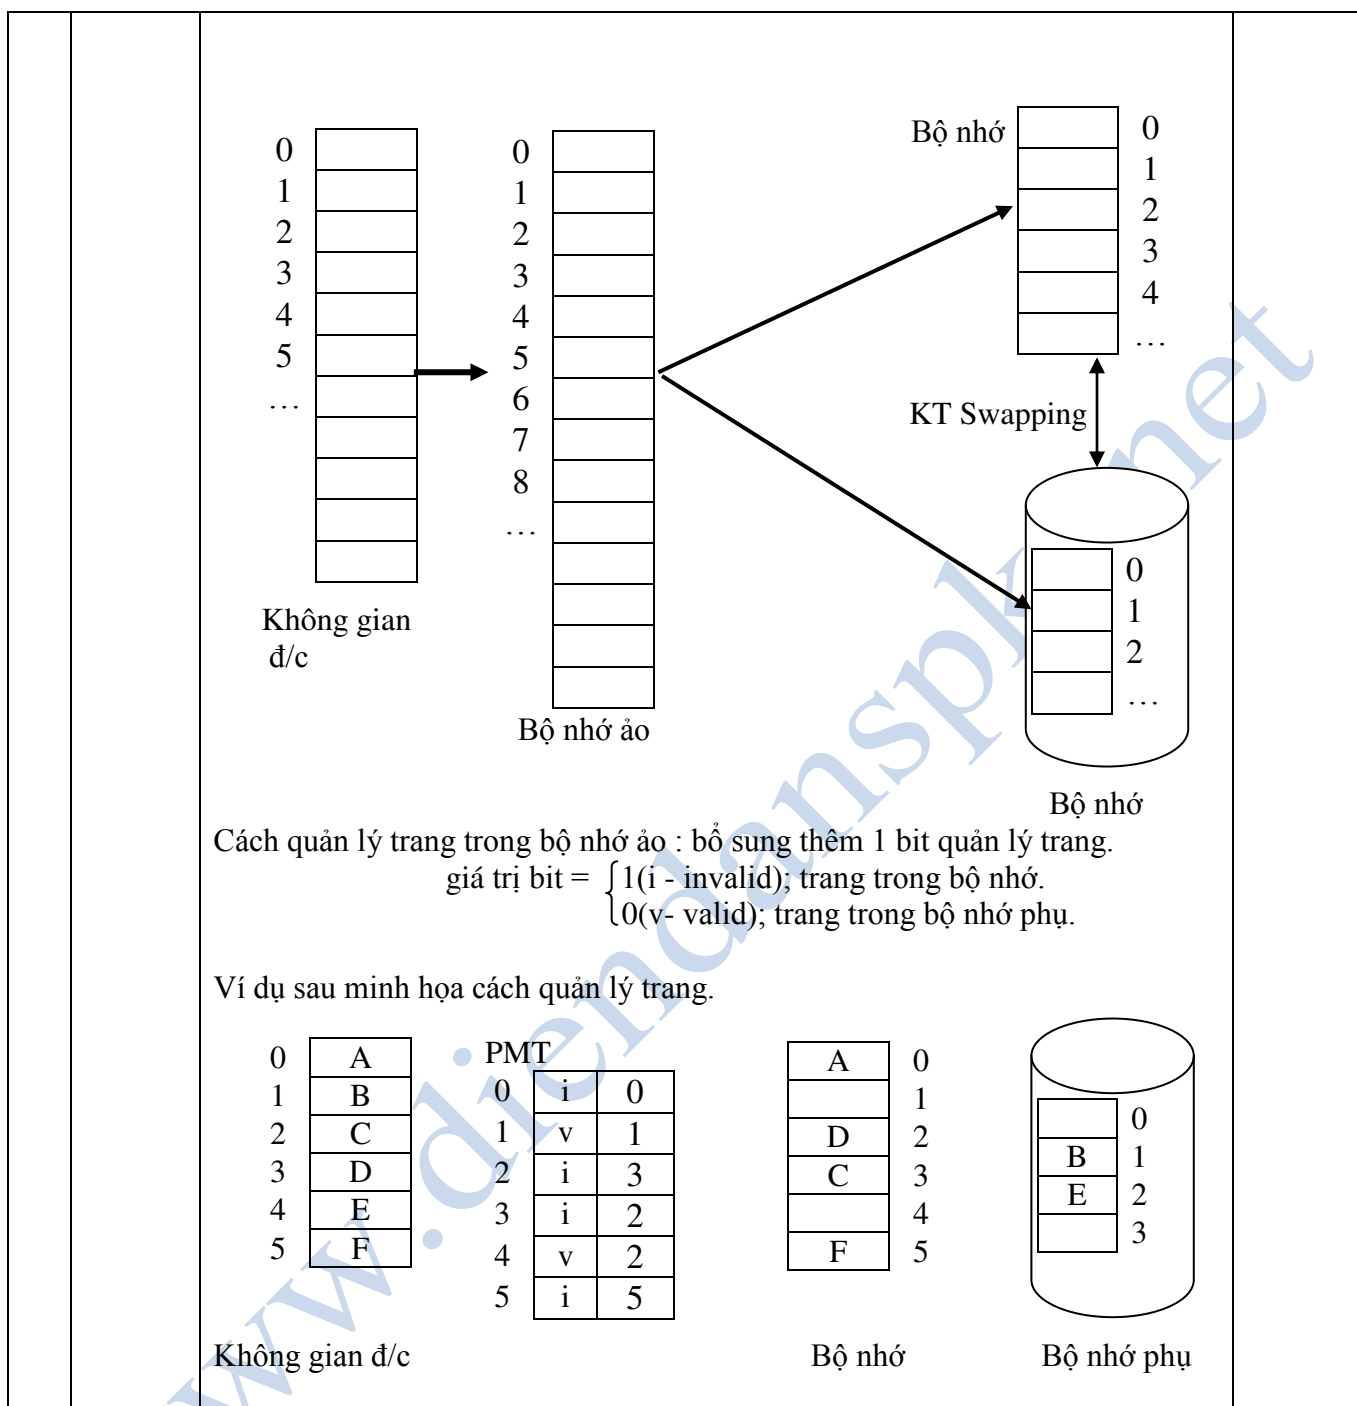 Bộ nhớ
0
1
2
3
4
…
0
1
2
3
4
5
…
0
1
2
3
4
5
6
7
8
…
KT Swapping
0
1
2
…
Không gian
đ/c
Bộ nhớ ảo
Bộ nhớ
Cách quản lý trang trong bộ nhớ ảo : bổ sung thêm 1 bit quản lý trang.
giá trị bit = 1(i - invalid); trang trong bộ nhớ.
0(v- valid); trang trong bộ nhớ phụ.
Ví dụ sau minh họa cách quản lý trang.
0 A
1 B
2 C
3 D
4 E
5 F
PMT
0 i 0
1 v 1
2 i 3
3 i 2
4 v 2
5 i 5
A 0
1
D 2
C 3
4
F 5
0
B 1
E 2
3
Không gian đ/c Bộ nhớ Bộ nhớ phụ
www.diendanspkt.net